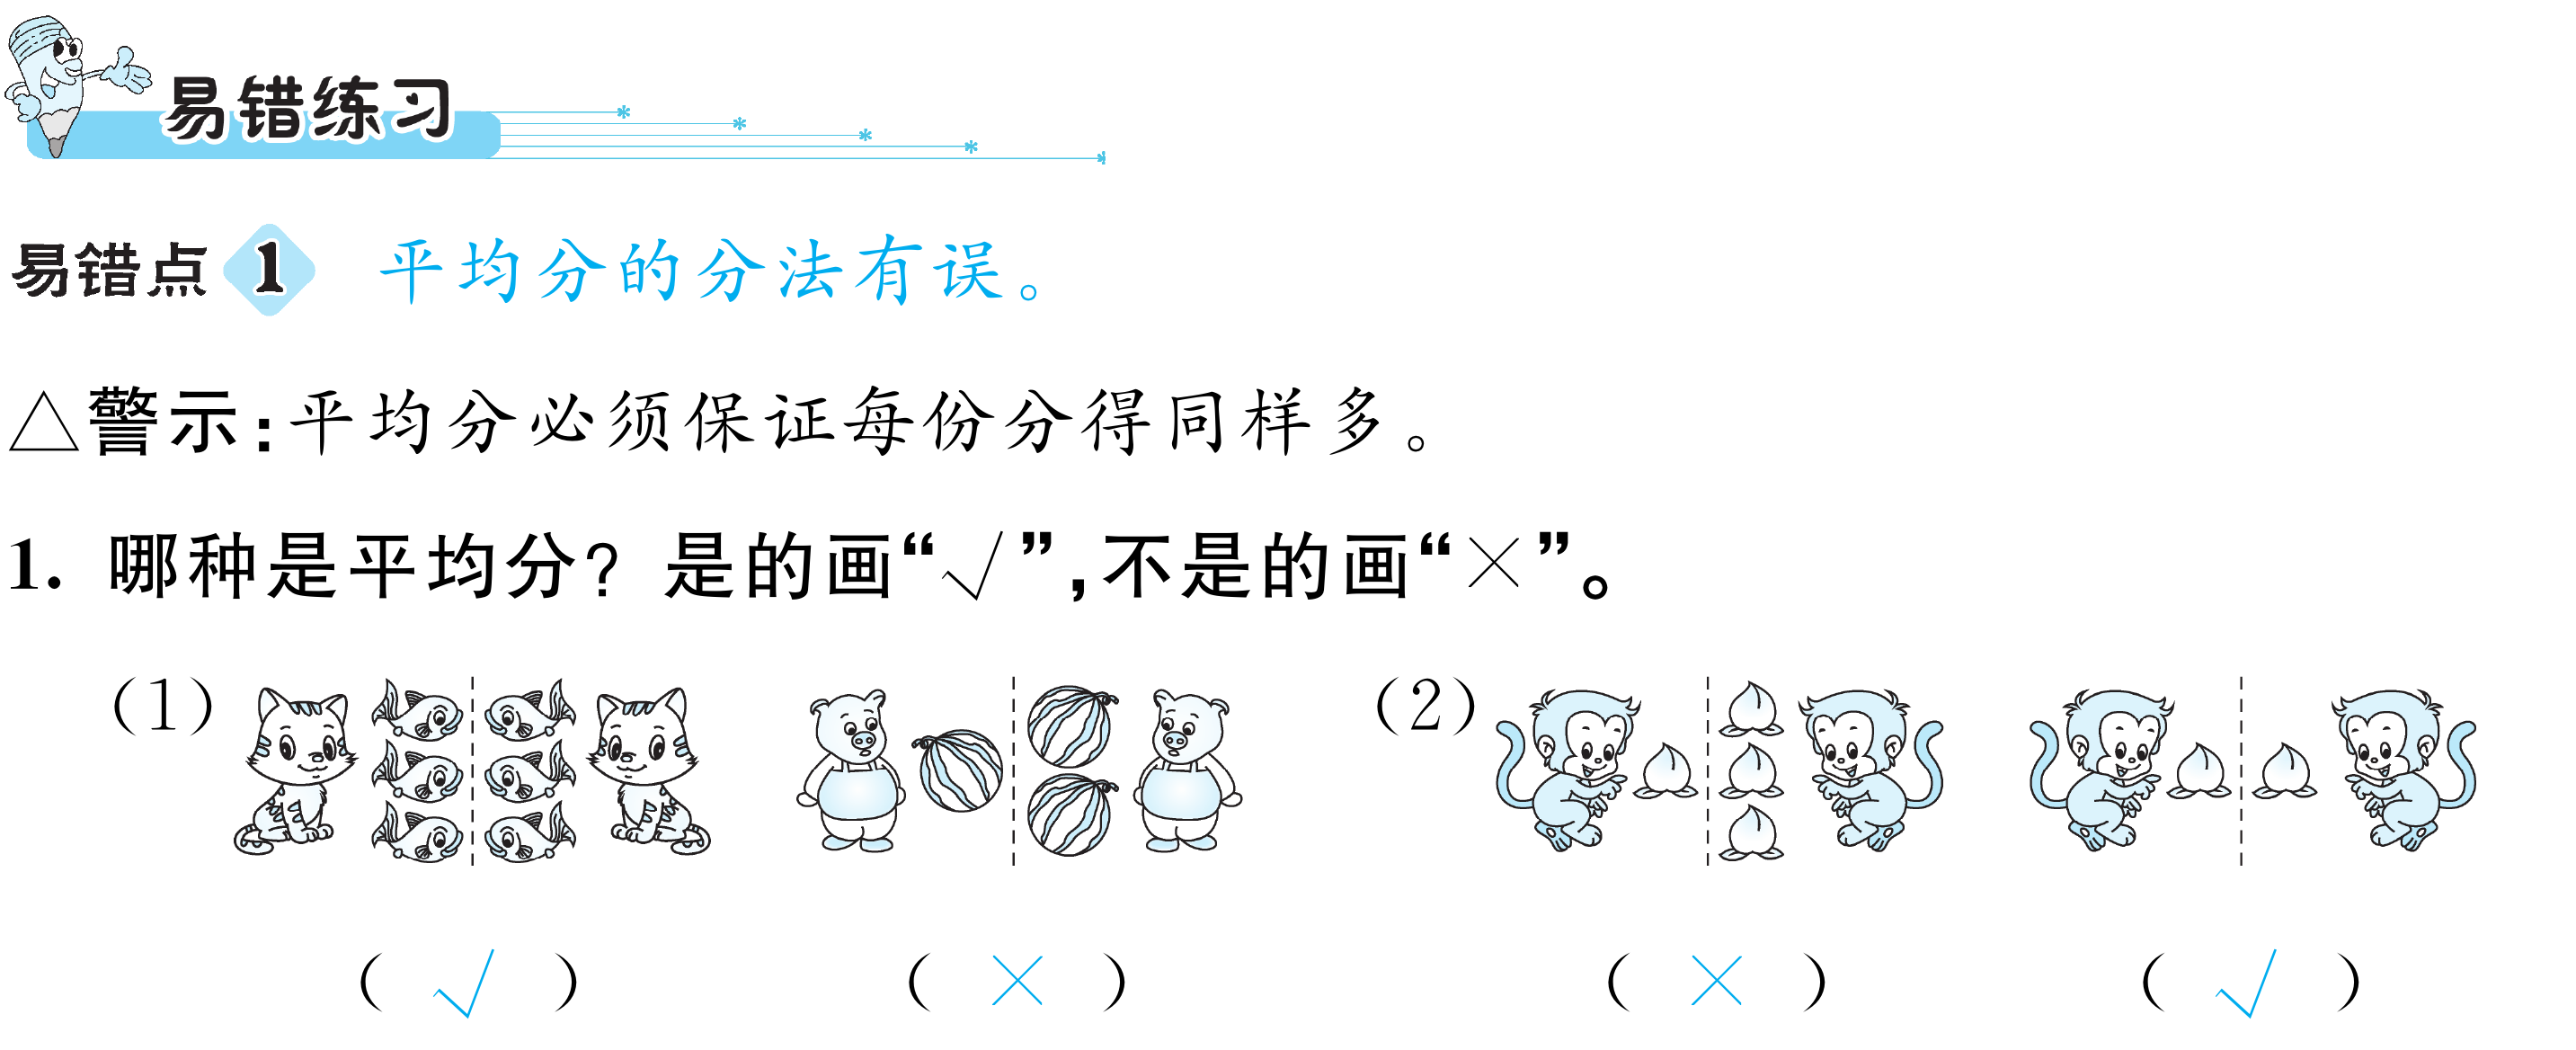 易错练习
易错点1 平均分的分法有误。
△警示:平均分必须保证每份分得同样多。
1. 哪种是平均分? 是的画“√”,不是的画“×”。
(1) (2)
( √ ) ( × ) ( × ) ( √ )